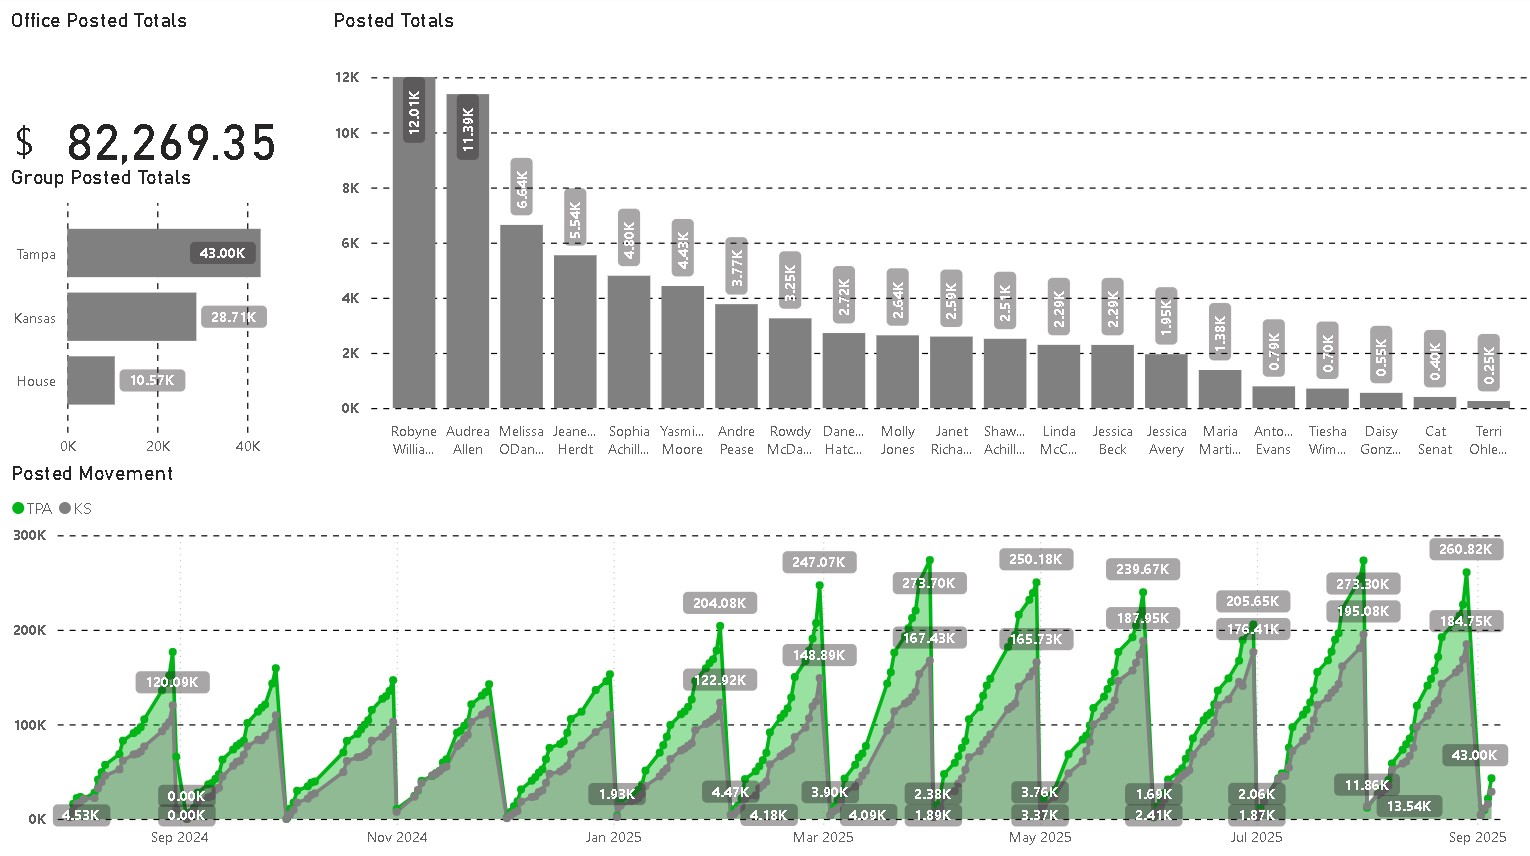 Office Posted Totals
$ 82,269.35
Group Posted Totals
Tampa
43.00K
Kansas
28.71K
House
10.57K
0K 20K 40K
Posted Totals
12K
10K
8K
6K
4K
2K
0K
12.01K
11.39K
6.64K
5.54K
4.80K
4.43K
3.77K
3.25K
2.72K
2.64K
2.59K
2.51K
2.29K
2.29K
1.95K
1.38K
0.79K
0.70K
0.55K
0.40K
0.25K
Robyne Willia...
Audrea Allen
Melissa ODan...
Jeane... Herdt
Sophia Achill...
Yasmi... Moore
Andre Pease
Rowdy McDa...
Dane... Hatc...
Molly Jones
Janet Richa...
Shaw... Achill...
Linda McC...
Jessica Beck
Jessica Avery
Maria Marti...
Anto... Evans
Tiesha Wim...
Daisy Gonz...
Cat Senat
Terri Ohle...
Posted Movement
TPA KS
300K
200K
100K
0K
4.53K
120.09K
0.00K
0.00K
1.93K
204.08K
122.92K
4.47K
4.18K
247.07K
148.89K
3.90K
4.09K
273.70K
167.43K
2.38K
1.89K
250.18K
165.73K
3.76K
3.37K
239.67K
187.95K
1.69K
2.41K
205.65K
176.41K
2.06K
1.87K
273.30K
195.08K
11.86K
13.54K
260.82K
184.75K
43.00K
Sep 2024 Nov 2024 Jan 2025 Mar 2025 May 2025 Jul 2025 Sep 2025